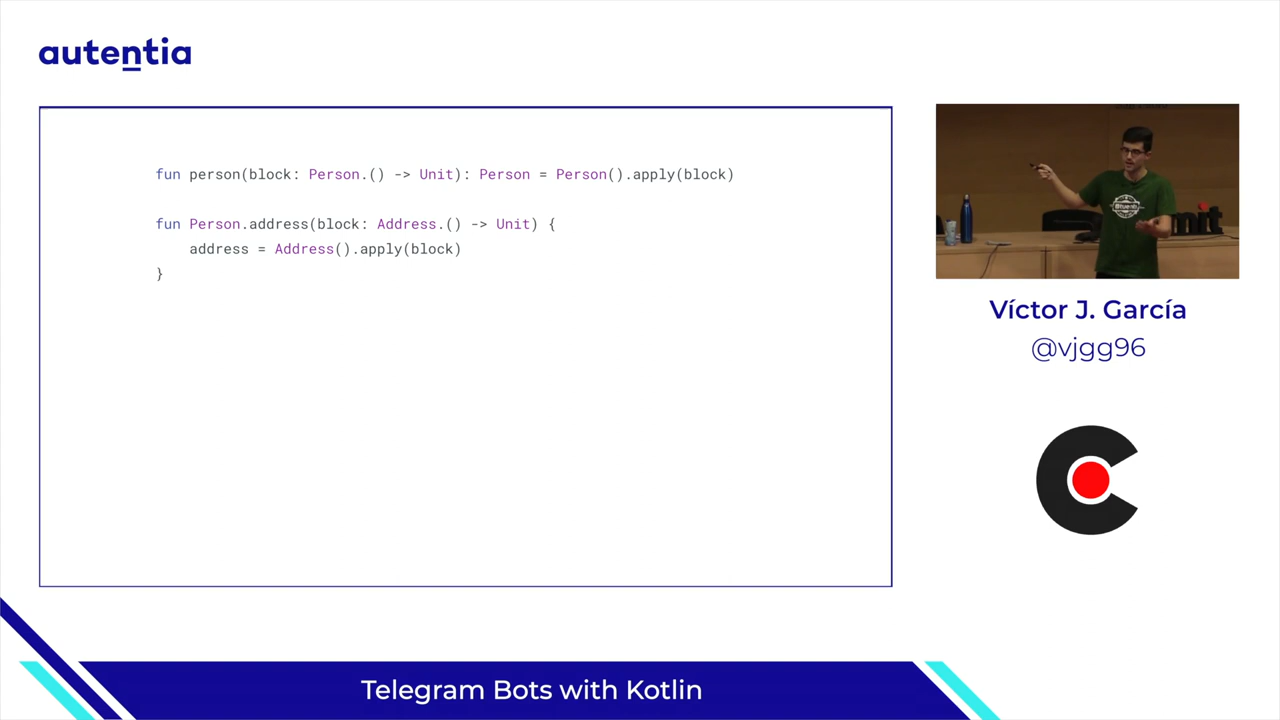 autentia
fun person(block: Person.() -> Unit): Person = Person().apply(block)
fun Person.address(block: Address.() -> Unit) {
    address = Address().apply(block)
}
Víctor J. García
@vjgg96
Telegram Bots with Kotlin